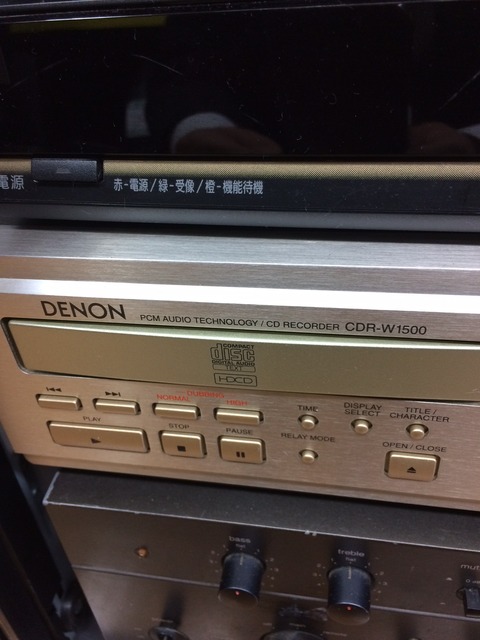 電源
赤-電源/緑-受像/橙-機能待機
DENON PCM AUDIO TECHNOLOGY / CD RECORDER CDR-W1500
COMPACT
disc
DIGITAL AUDIO
TEXT
HDCD
DUBBING
NORMAL HIGH
TIME
DISPLAY SELECT
TITLE / CHARACTER
PLAY
STOP
PAUSE
RELAY MODE
OPEN / CLOSE
bass
treble